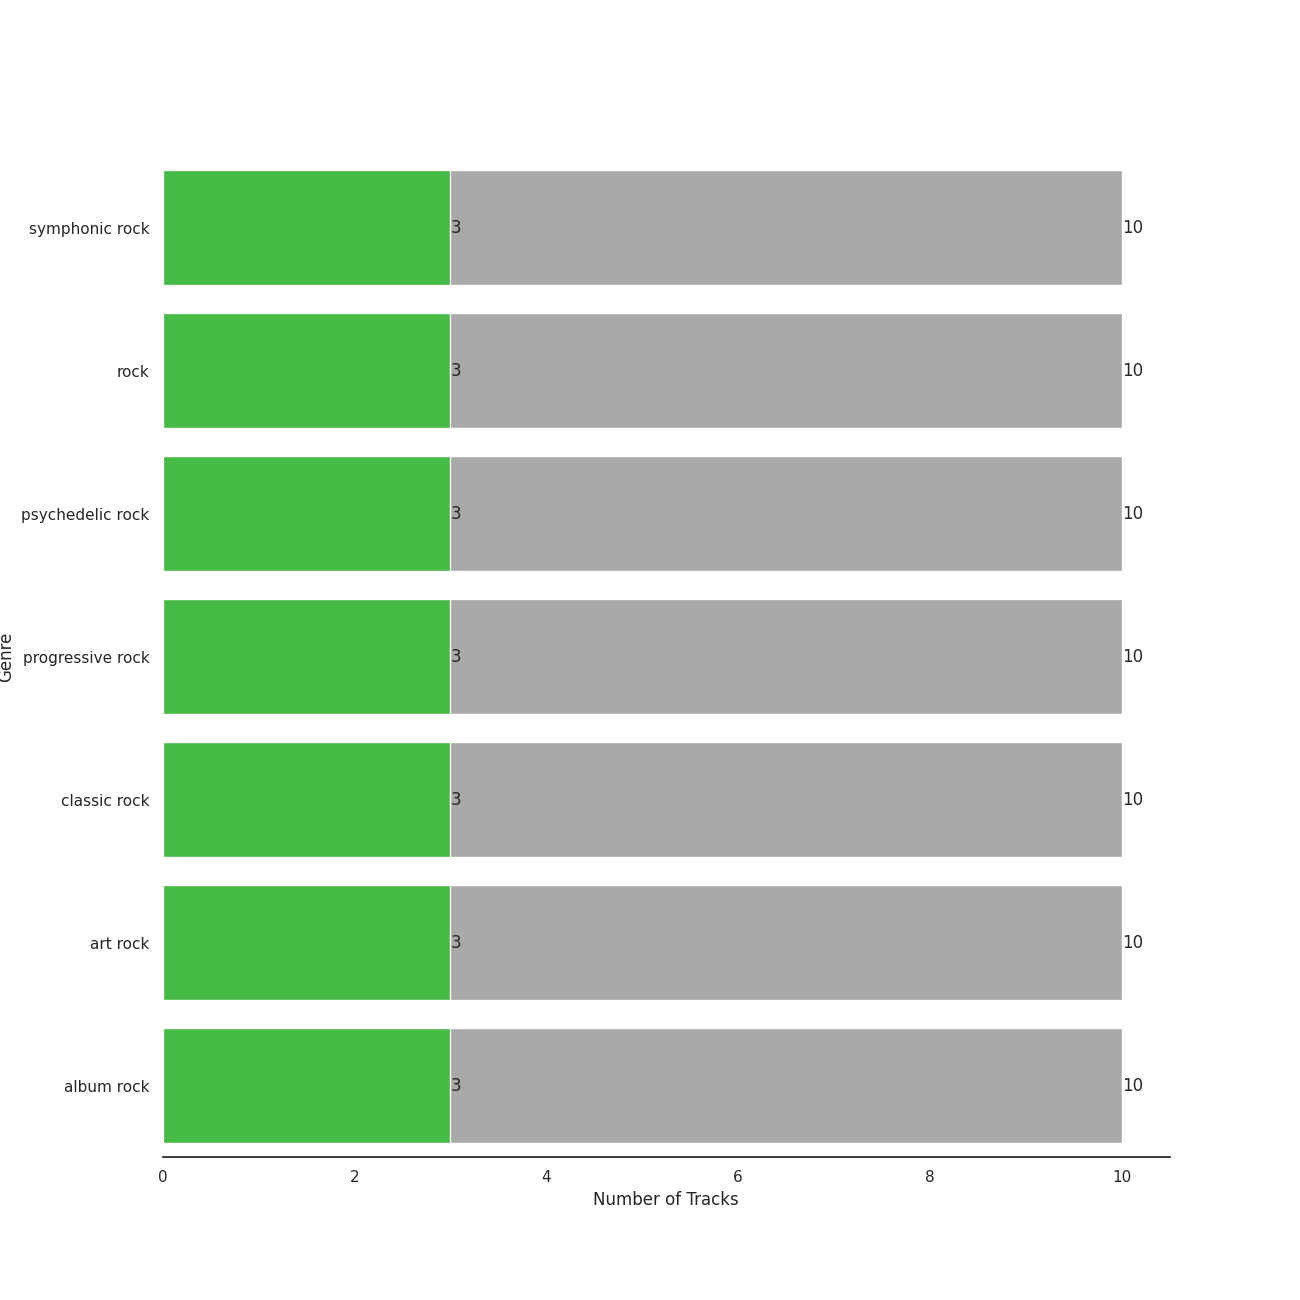 symphonic rock 3 10
rock 3 10
psychedelic rock 3 10
Genre
progressive rock 3 10
classic rock 3 10
art rock 3 10
album rock 3 10
0 2 4 6 8 10
Number of Tracks